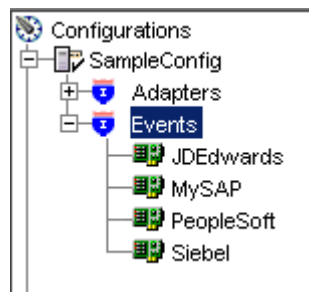 Configurations
SampleConfig
Adapters
Events
JDEdwards
MySAP
PeopleSoft
Siebel